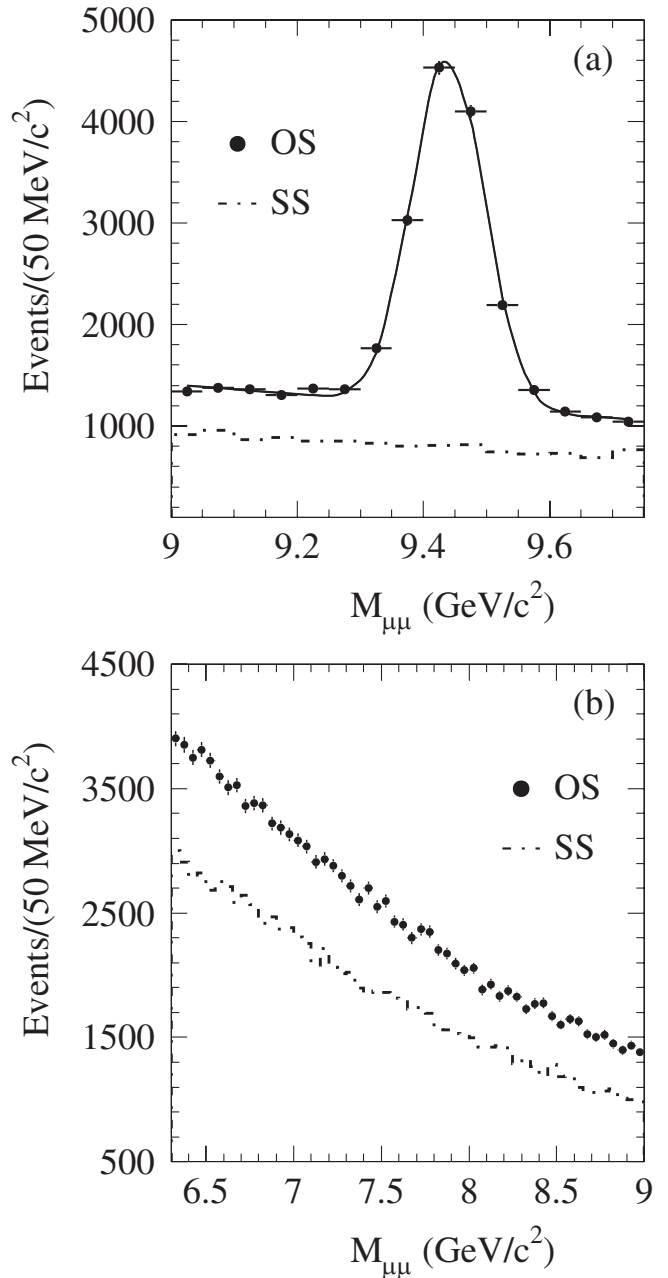 5000
(a)
OS
4000
SS
3000
2000
1000
Events/(50 MeV/c²)
9 9.2 9.4 9.6
M_μμ (GeV/c²)
4500
(b)
OS
3500
SS
2500
1500
500
Events/(50 MeV/c²)
6.5 7 7.5 8 8.5 9
M_μμ (GeV/c²)